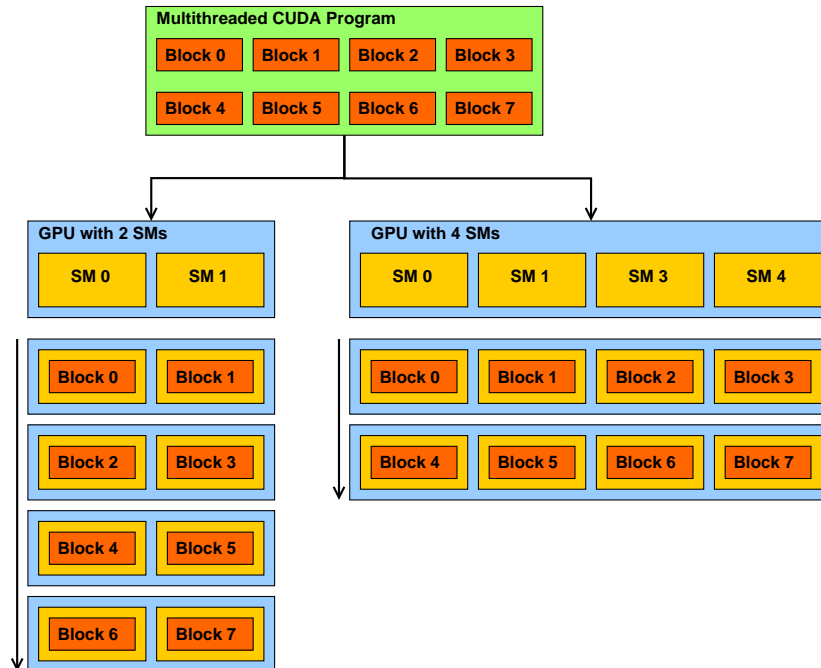 Multithreaded CUDA Program
Block 0 Block 1 Block 2 Block 3
Block 4 Block 5 Block 6 Block 7
GPU with 2 SMs
SM 0 SM 1
Block 0 Block 1
Block 2 Block 3
Block 4 Block 5
Block 6 Block 7
GPU with 4 SMs
SM 0 SM 1 SM 3 SM 4
Block 0 Block 1 Block 2 Block 3
Block 4 Block 5 Block 6 Block 7